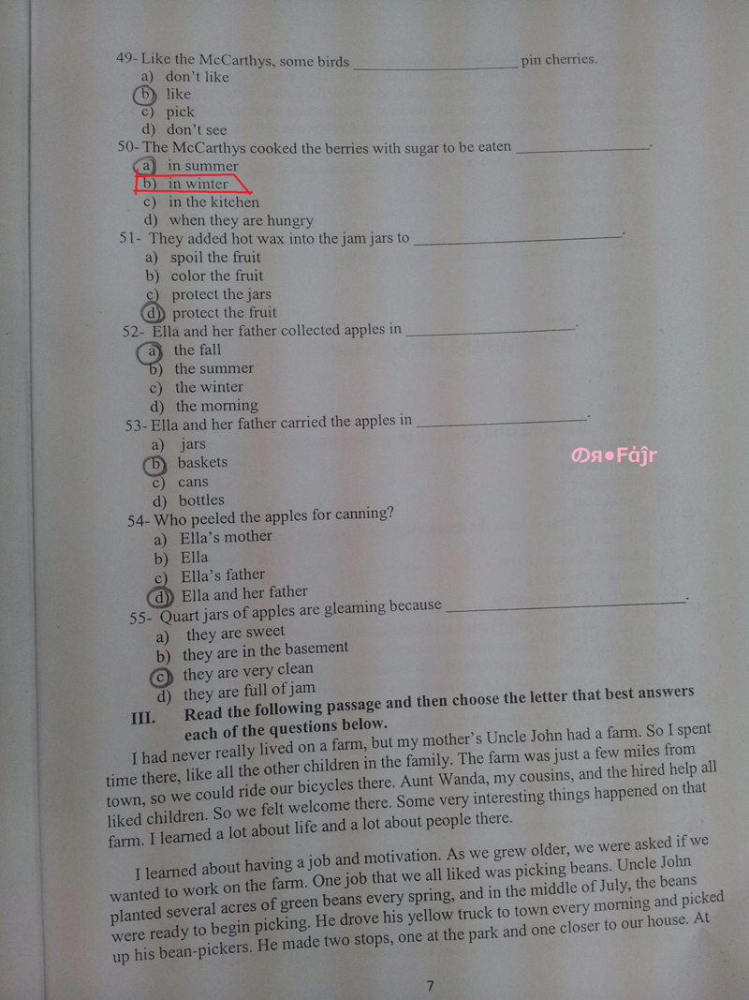 49- Like the McCarthys, some birds ____________________ pin cherries.
a) don't like
b) like
c) pick
d) don't see
50- The McCarthys cooked the berries with sugar to be eaten ____________________.
a) in summer
b) in winter
c) in the kitchen
d) when they are hungry
51- They added hot wax into the jam jars to ____________________.
a) spoil the fruit
b) color the fruit
c) protect the jars
d) protect the fruit
52- Ella and her father collected apples in ____________________.
a) the fall
b) the summer
c) the winter
d) the morning
53- Ella and her father carried the apples in ____________________.
a) jars
b) baskets
c) cans
d) bottles
のя●Fάĵr
54- Who peeled the apples for canning?
a) Ella's mother
b) Ella
c) Ella's father
d) Ella and her father
55- Quart jars of apples are gleaming because ____________________.
a) they are sweet
b) they are in the basement
c) they are very clean
d) they are full of jam
III. Read the following passage and then choose the letter that best answers
each of the questions below.
I had never really lived on a farm, but my mother's Uncle John had a farm. So I spent
time there, like all the other children in the family. The farm was just a few miles from
town, so we could ride our bicycles there. Aunt Wanda, my cousins, and the hired help all
liked children. So we felt welcome there. Some very interesting things happened on that
farm. I learned a lot about life and a lot about people there.
I learned about having a job and motivation. As we grew older, we were asked if we
wanted to work on the farm. One job that we all liked was picking beans. Uncle John
planted several acres of green beans every spring, and in the middle of July, the beans
were ready to begin picking. He drove his yellow truck to town every morning and picked
up his bean-pickers. He made two stops, one at the park and one closer to our house. At
7